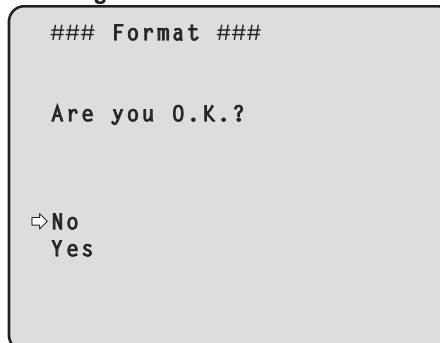 ### Format ###
Are you O.K.?
⇨No
Yes